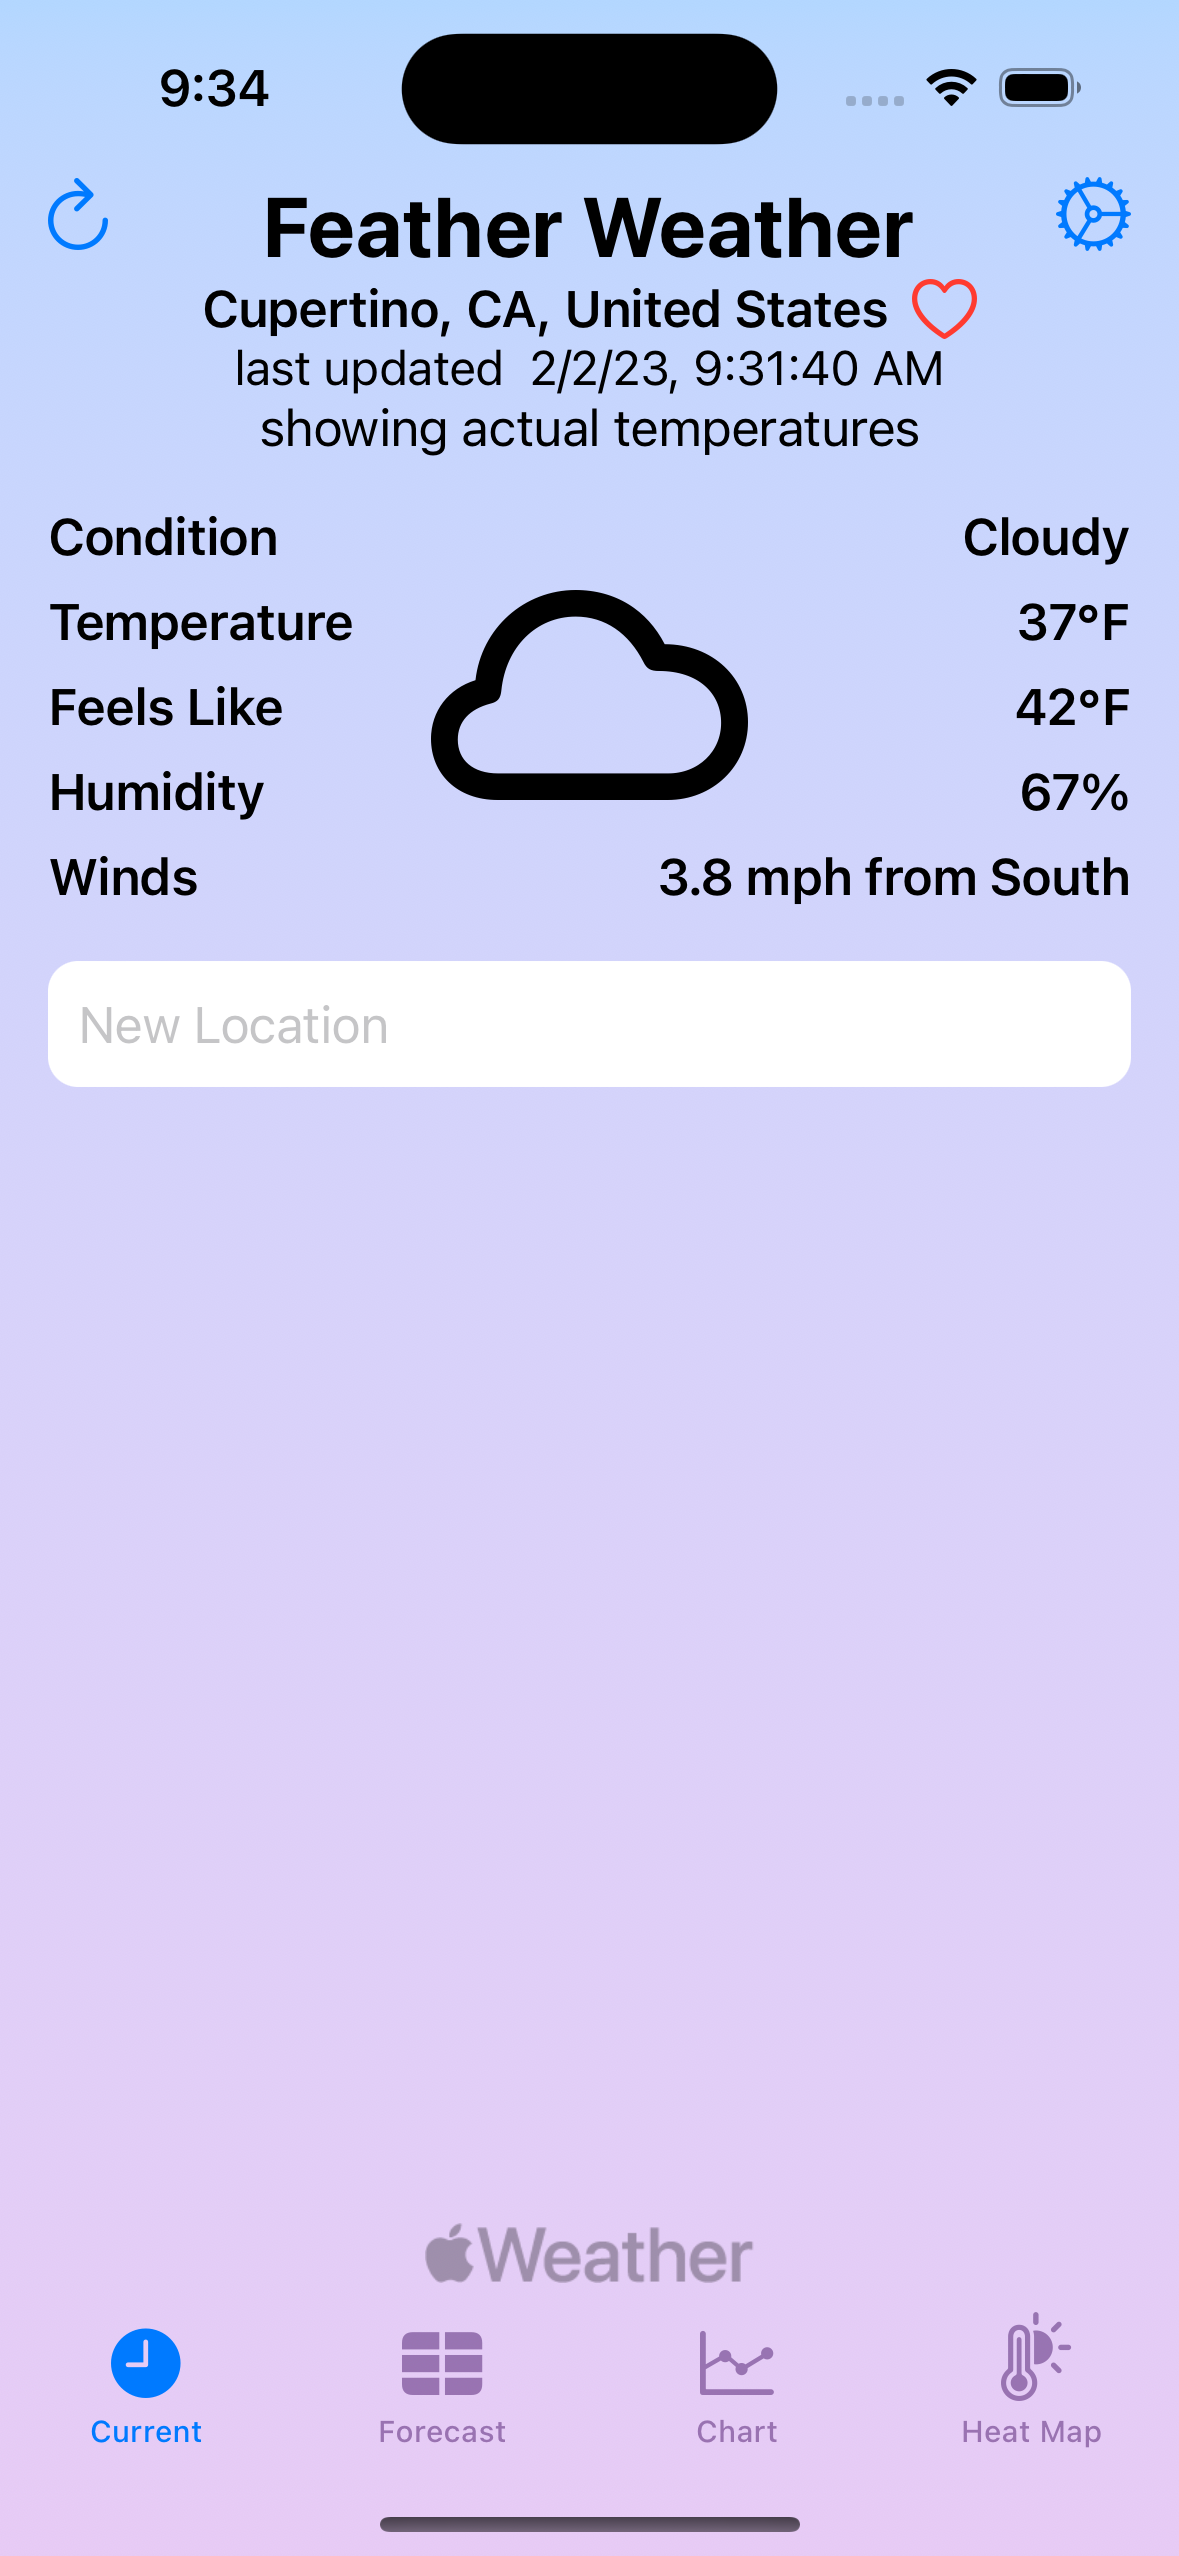 9:34
Feather Weather
Cupertino, CA, United States
last updated  2/2/23, 9:31:40 AM
showing actual temperatures
Condition Cloudy
Temperature 37°F
Feels Like 42°F
Humidity 67%
Winds 3.8 mph from South
New Location
Weather
Current Forecast Chart Heat Map